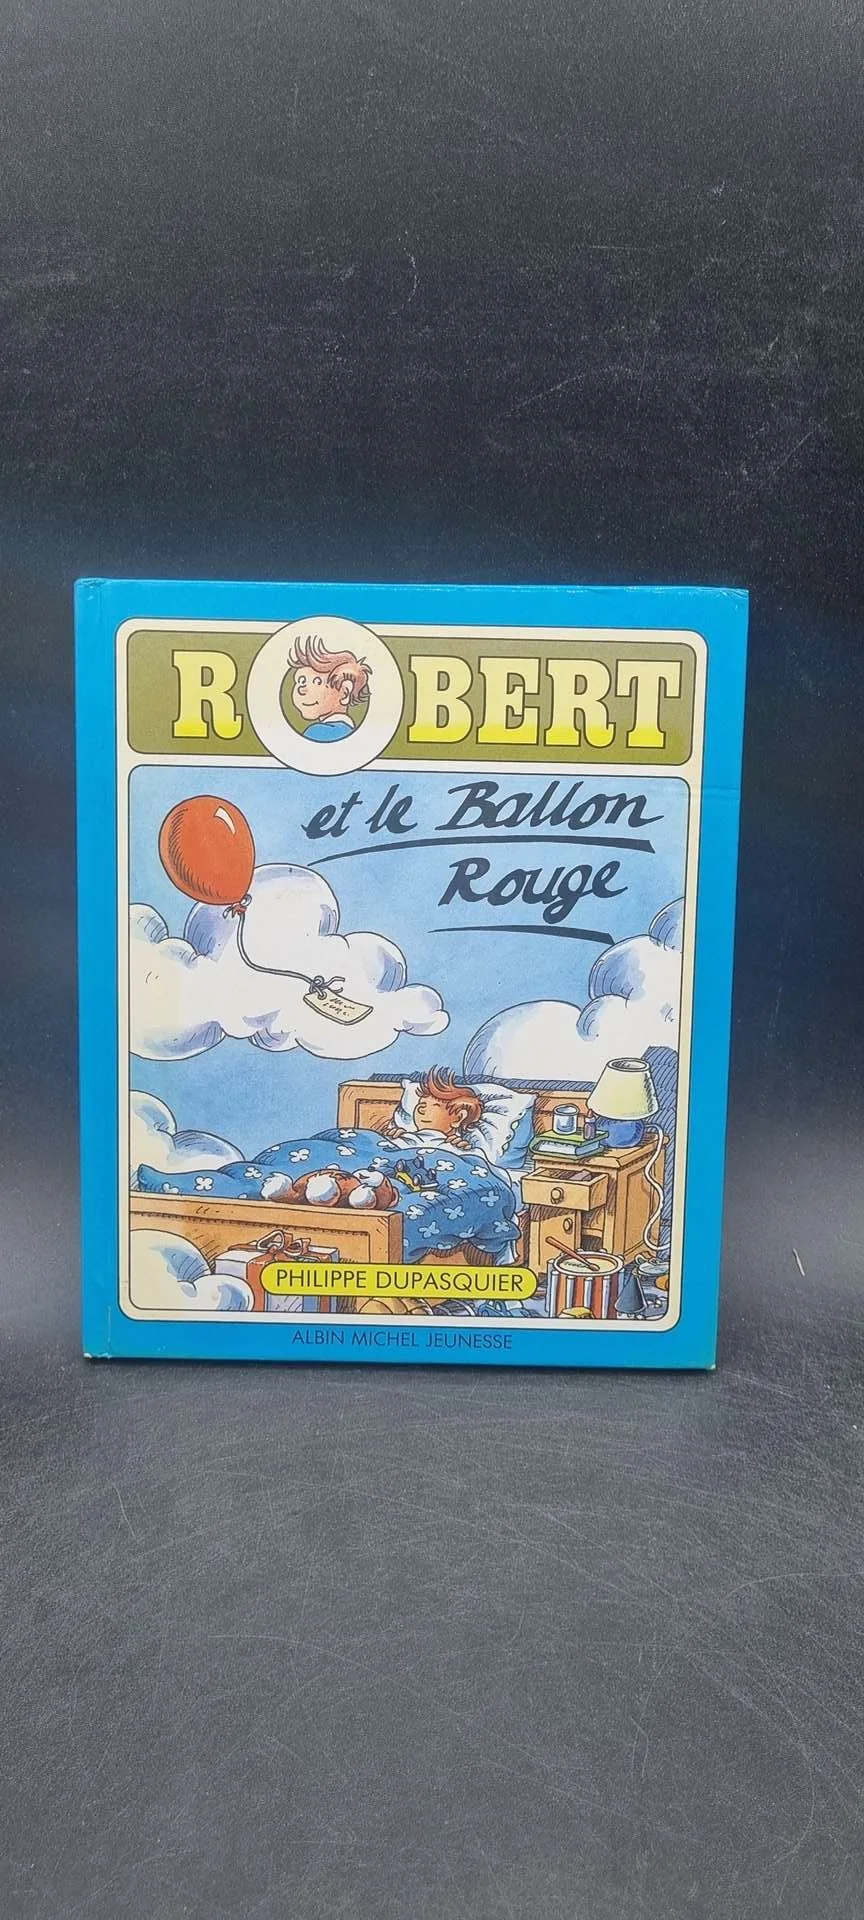 ROBERT
et le Ballon
Rouge
PHILIPPE DUPASQUIER
ALBIN MICHEL JEUNESSE